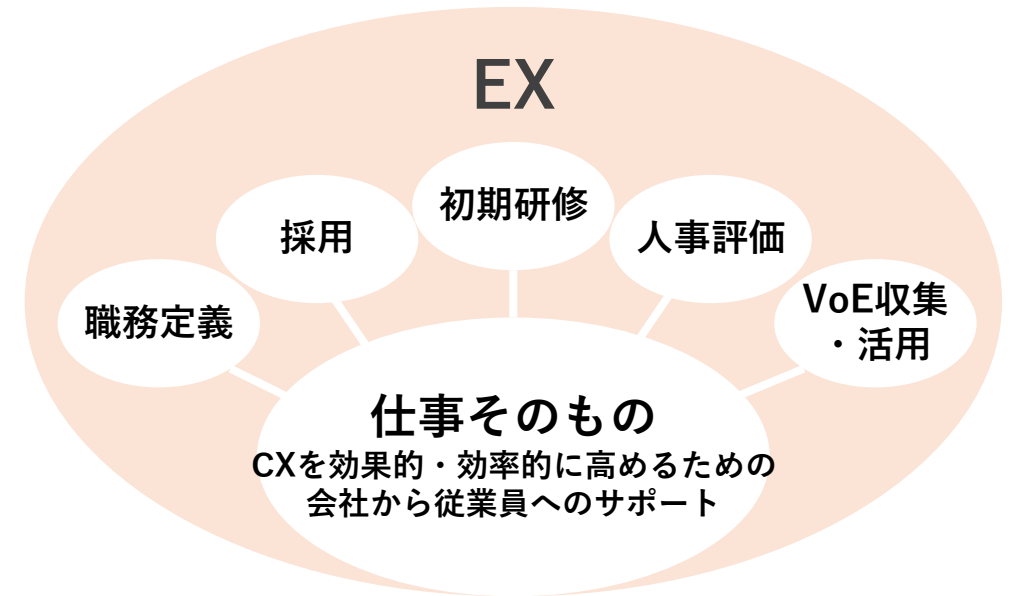 EX
職務定義
採用
初期研修
人事評価
VoE収集
・活用
仕事そのもの
CXを効果的・効率的に高めるための
会社から従業員へのサポート